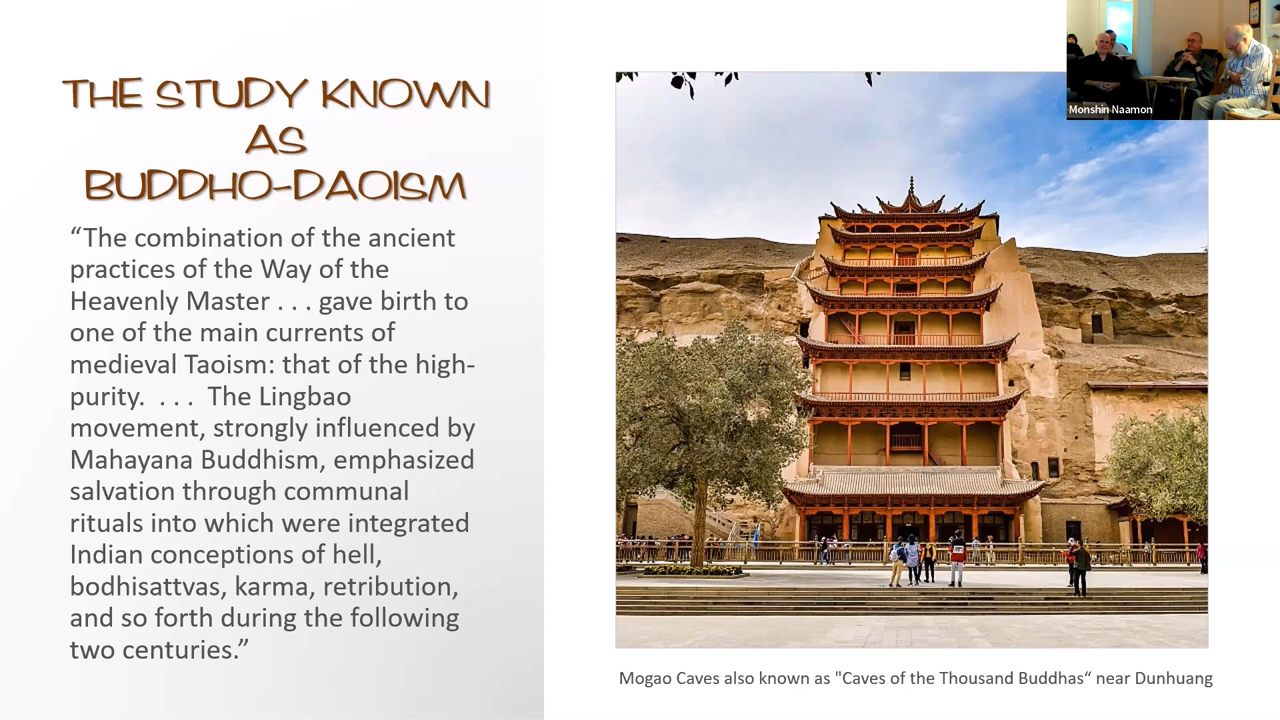 THE STUDY KNOWN
AS
BUDDHO-DAOISM
“The combination of the ancient
practices of the Way of the
Heavenly Master . . . gave birth to
one of the main currents of
medieval Taoism: that of the high-
purity.  . . .  The Lingbao
movement, strongly influenced by
Mahayana Buddhism, emphasized
salvation through communal
rituals into which were integrated
Indian conceptions of hell,
bodhisattvas, karma, retribution,
and so forth during the following
two centuries.”
Monshin Naamon
Mogao Caves also known as "Caves of the Thousand Buddhas“ near Dunhuang